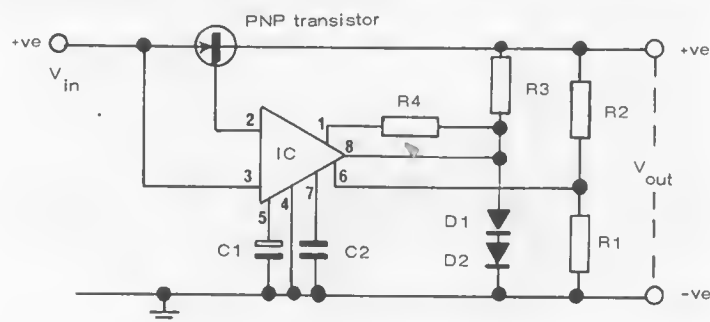 PNP transistor
+ve
+ve
V in
R3
R4
R2
2
1
IC
8
3
6
V out
5
4
7
D1
R1
C1
C2
D2
-ve